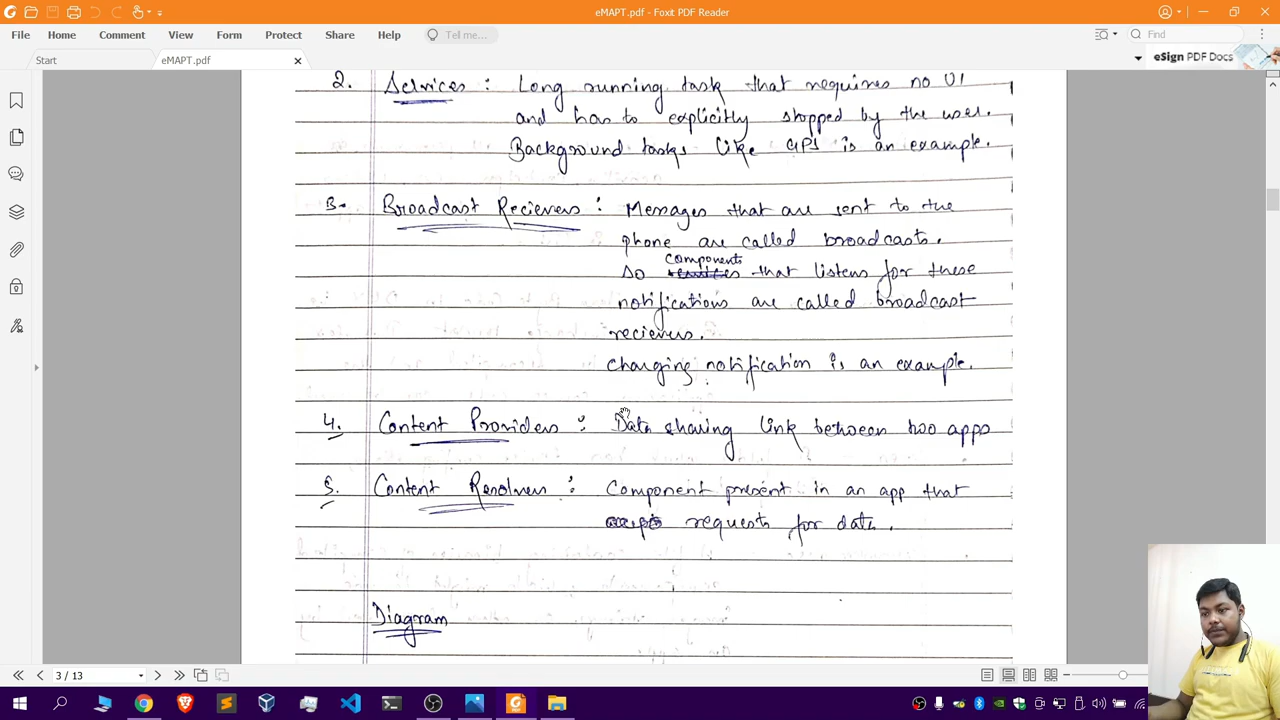 eMAPT.pdf - Foxit PDF Reader
File Home Comment View Form Protect Share Help Tell me... Find
Start eMAPT.pdf eSign PDF Docs
2. Services : Long running task that requires no UI
and has to explicitly stopped by the user.
Background tasks like GPS is an example.
3. Broadcast Recievers : Messages that are sent to the
phone are called broadcasts.
components
So that listens for these
notifications are called broadcast
recievers.
Charging notification is an example.
4. Content Providers : Data sharing link between two apps
5. Content Resolvers : Component present in an app that
requests for data.
Diagram
3 / 13